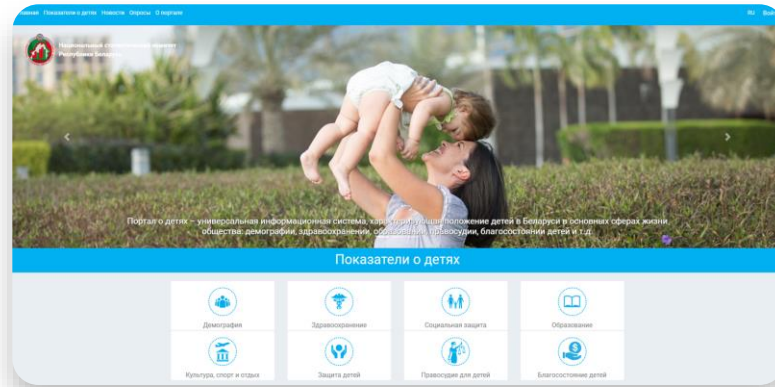 Главная Показатели о детях Новости Опросы О портале
RU Войти
Национальный статистический комитет
Республики Беларусь
Портал о детях – универсальная информационная система, характеризующая положение детей в Беларуси в основных сферах жизни
общества: демографии, здравоохранении, образовании, правосудии, благосостоянии детей и т.д.
Показатели о детях
Демография
Здравоохранение
Социальная защита
Образование
Культура, спорт и отдых
Защита детей
Правосудие для детей
Благосостояние детей